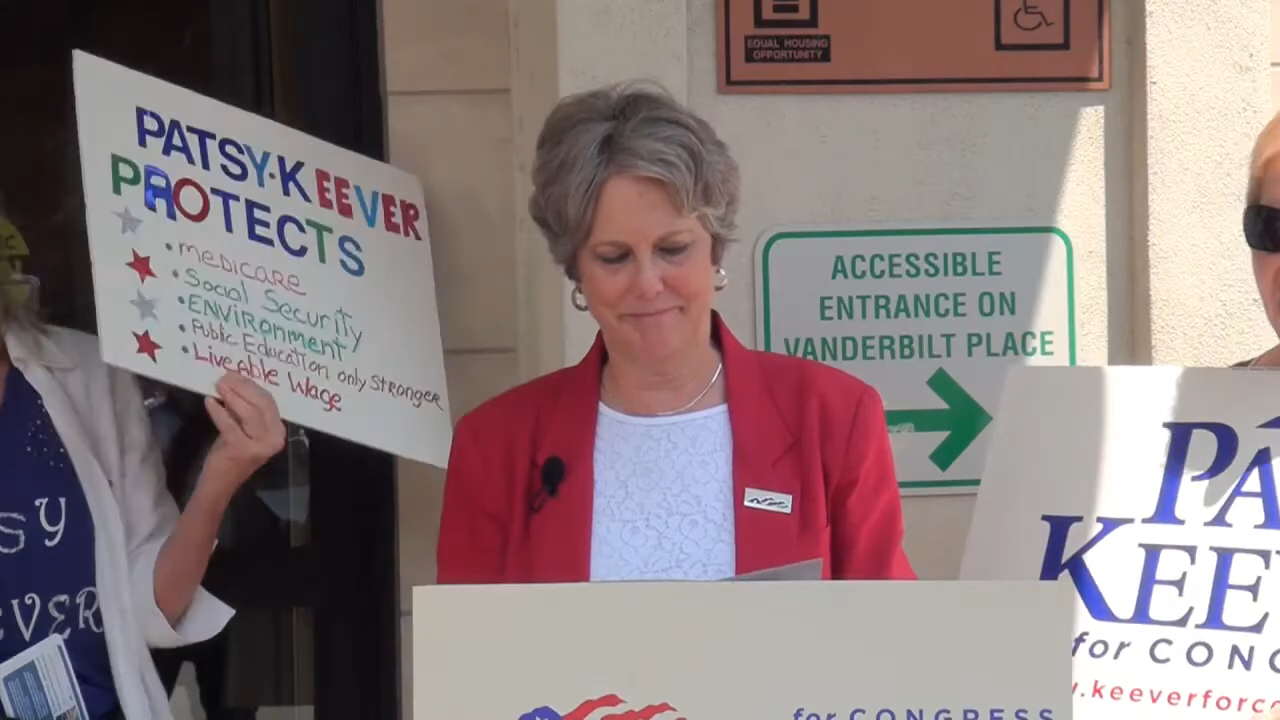 PATSY·KEEVER
PROTECTS
• medicare
• Social Security
• ENVIRONMENT
• Public Education only stronger
• LiveAble Wage
EQUAL HOUSING
OPPORTUNITY
ACCESSIBLE
ENTRANCE ON
VANDERBILT PLACE
SY
EVER
PA
KEE
for CONG
.keeverforco
for CONGRESS